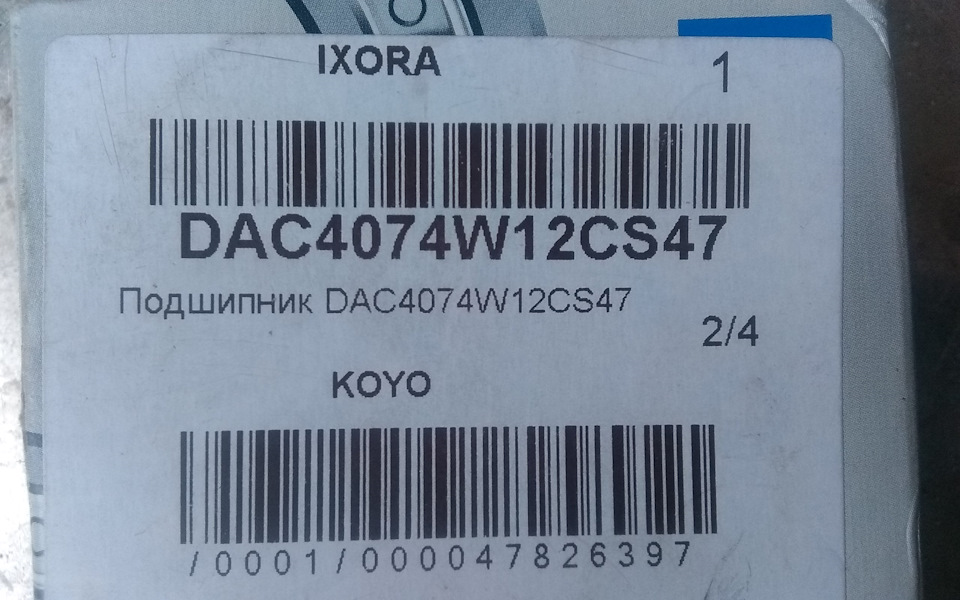 IXORA 1
DAC4074W12CS47
Подшипник DAC4074W12CS47
2/4
KOYO
/0001/000047826397